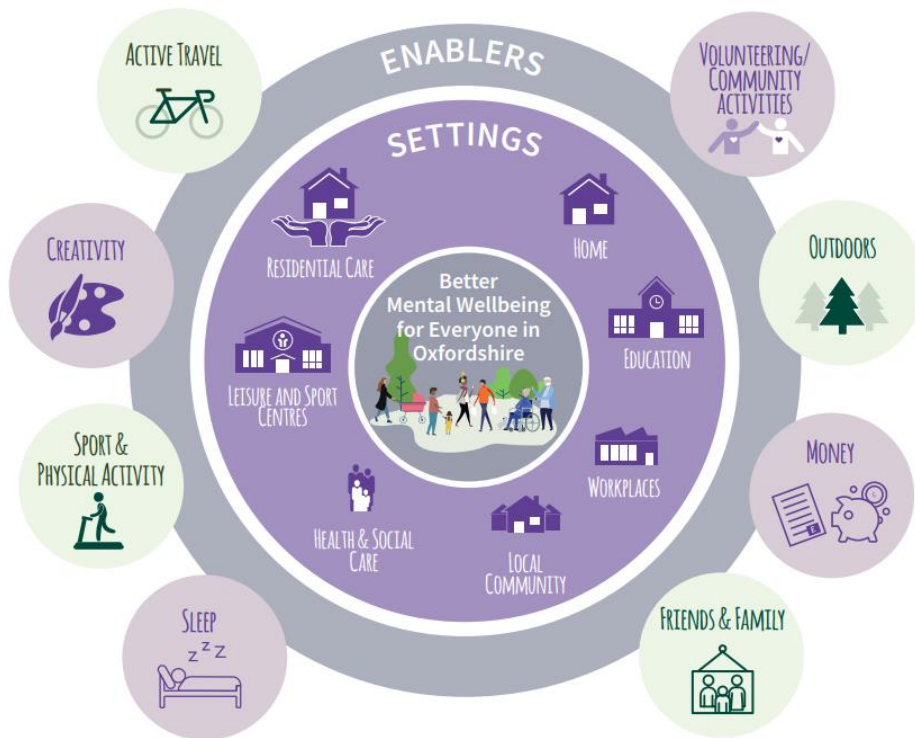 ENABLERS
SETTINGS
Better
Mental Wellbeing
for Everyone in
Oxfordshire
HOME
EDUCATION
WORKPLACES
LOCAL
COMMUNITY
HEALTH & SOCIAL
CARE
LEISURE AND SPORT
CENTRES
RESIDENTIAL CARE
VOLUNTEERING/
COMMUNITY
ACTIVITIES
OUTDOORS
MONEY
£
FRIENDS & FAMILY
SLEEP
z z z
SPORT &
PHYSICAL ACTIVITY
CREATIVITY
ACTIVE TRAVEL